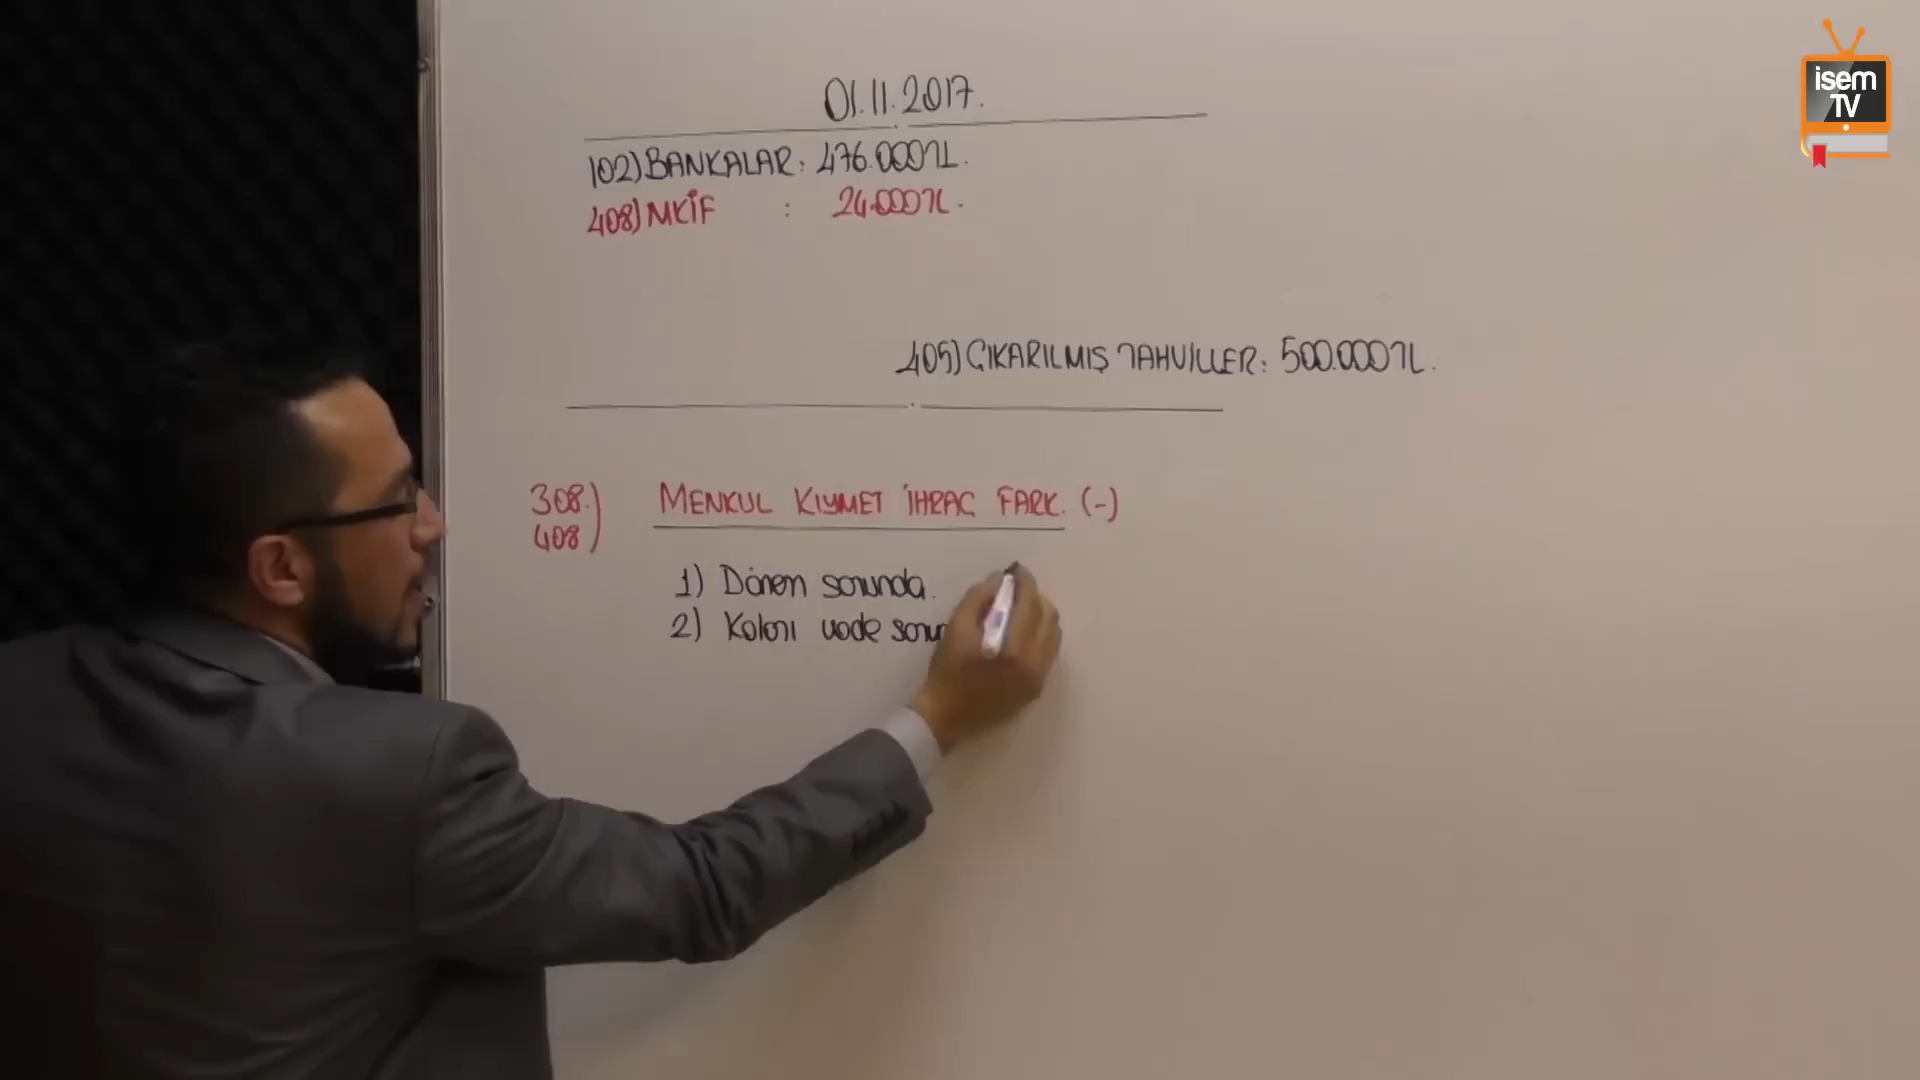 isem
TV
01.11.2017.
102) BANKALAR: 476.000TL.
408) MKİF : 24.000TL.
405) ÇIKARILMIŞ TAHVİLLER: 500.000TL.
308.) MENKUL KIYMET İHRAÇ FARK. (-)
408
1) Dönem sonunda.
2) Kalanı vade